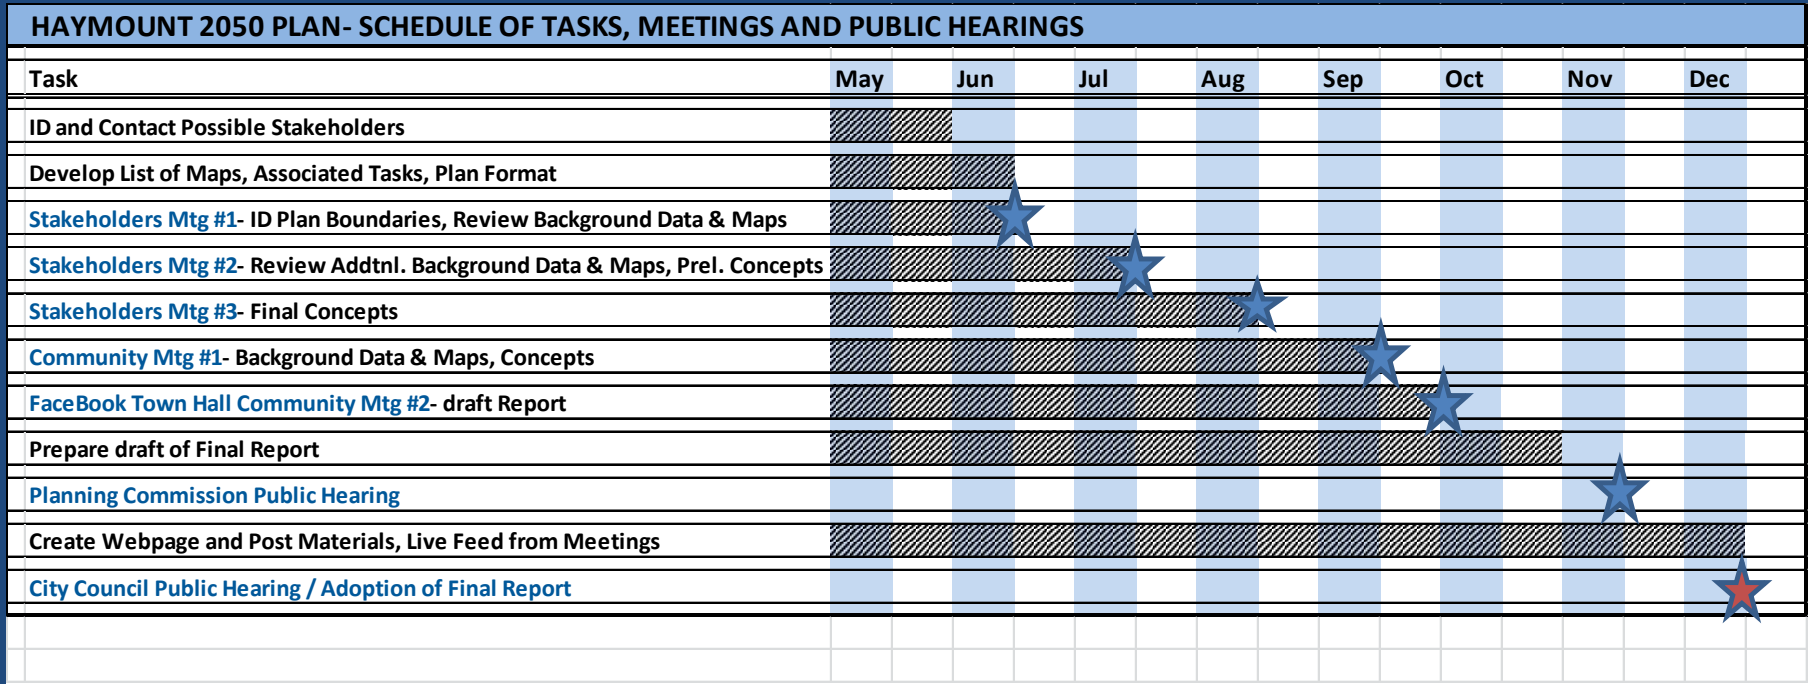 HAYMOUNT 2050 PLAN- SCHEDULE OF TASKS, MEETINGS AND PUBLIC HEARINGS
Task May Jun Jul Aug Sep Oct Nov Dec
ID and Contact Possible Stakeholders
Develop List of Maps, Associated Tasks, Plan Format
Stakeholders Mtg #1- ID Plan Boundaries, Review Background Data & Maps
Stakeholders Mtg #2- Review Addtnl. Background Data & Maps, Prel. Concepts
Stakeholders Mtg #3- Final Concepts
Community Mtg #1- Background Data & Maps, Concepts
FaceBook Town Hall Community Mtg #2- draft Report
Prepare draft of Final Report
Planning Commission Public Hearing
Create Webpage and Post Materials, Live Feed from Meetings
City Council Public Hearing / Adoption of Final Report